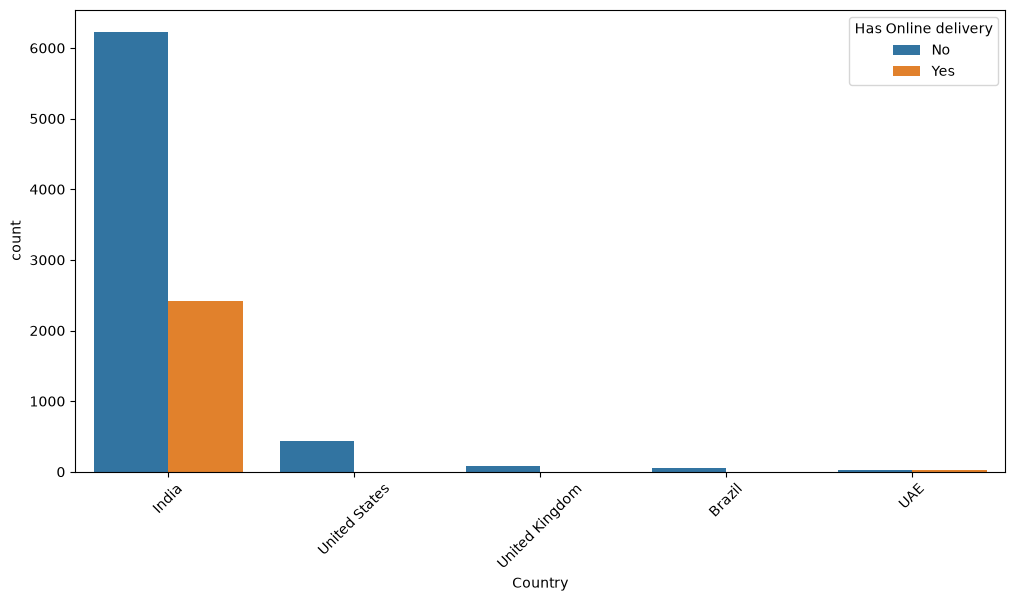 Has Online delivery
No
Yes
6000
5000
4000
3000
2000
1000
0
count
India
United States
United Kingdom
Brazil
UAE
Country